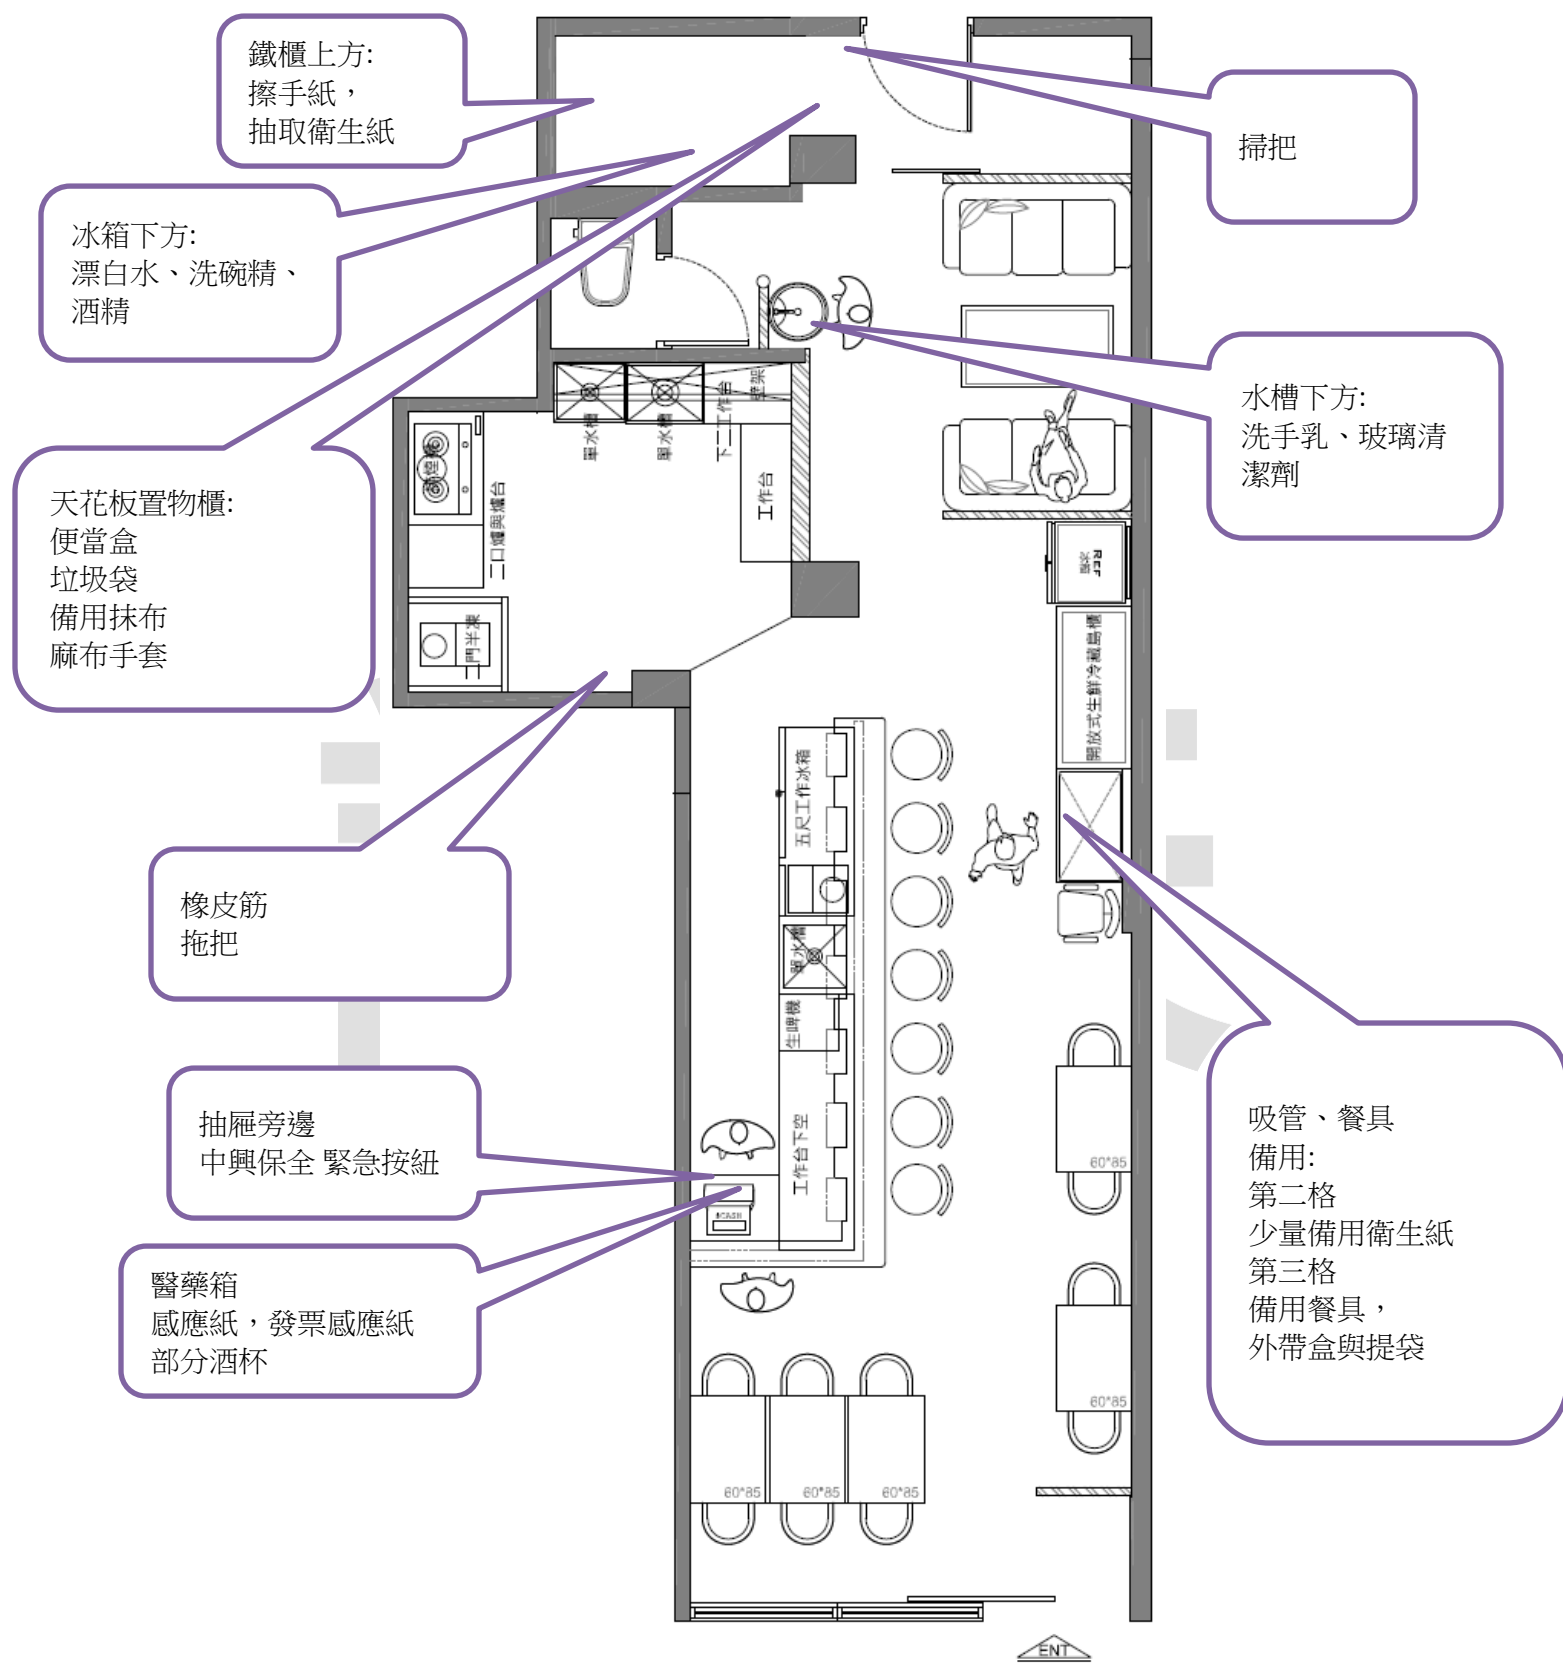 鐵櫃上方:
擦手紙，
抽取衛生紙
掃把
冰箱下方:
漂白水、洗碗精、
酒精
水槽下方:
洗手乳、玻璃清
潔劑
天花板置物櫃:
便當盒
垃圾袋
備用抹布
麻布手套
單水槽
單水槽
下二工作台
壁架
工作台
二口爐與爐台
二門半凍
REF
冰箱
開放式生鮮冷藏島櫃
五尺工作冰箱
單水槽
生啤機
工作台下空
橡皮筋
拖把
抽屜旁邊
中興保全 緊急按鈕
$CASH
醫藥箱
感應紙，發票感應紙
部分酒杯
吸管、餐具
備用:
第二格
少量備用衛生紙
第三格
備用餐具，
外帶盒與提袋
60*85
60*85
60*85
60*85
60*85
ENT